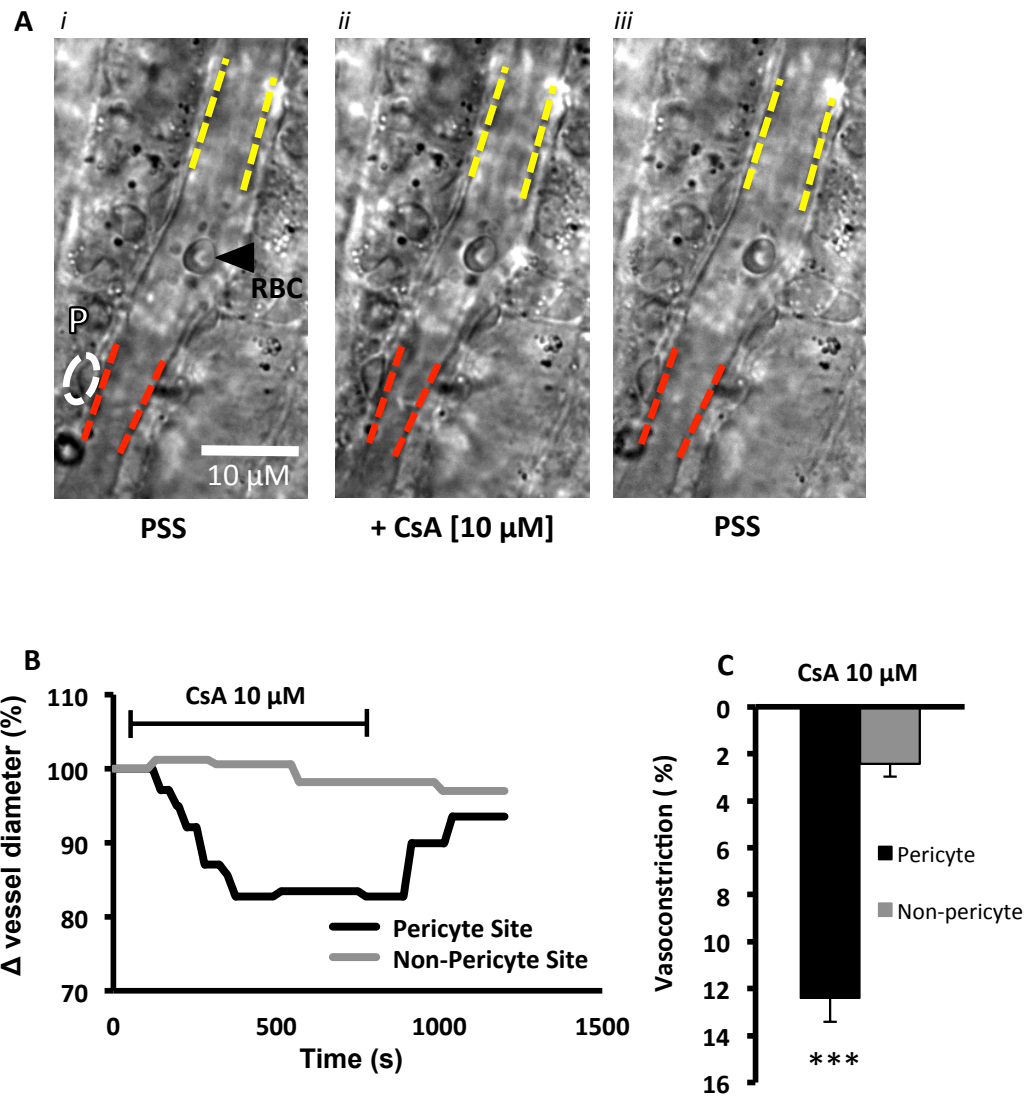 A
i
ii
iii
RBC
P
10 µM
PSS
+ CsA [10 µM]
PSS
B
CsA 10 µM
Δ vessel diameter (%)
110
100
90
80
70
Pericyte Site
Non-Pericyte Site
0
500
1000
1500
Time (s)
C
CsA 10 µM
Vasoconstriction ( %)
0
2
4
6
8
10
12
14
16
Pericyte
Non-pericyte
***